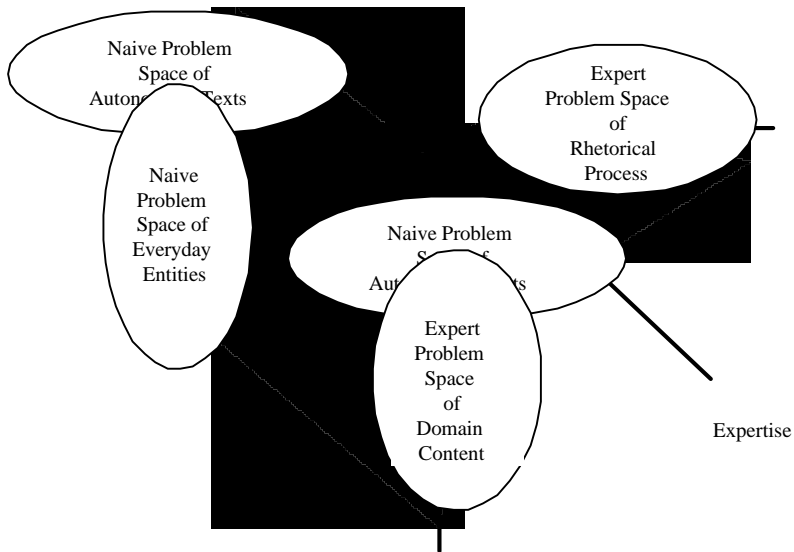 Naive Problem
Space of
Texts
Naive
Problem
Space of
Everyday
Entities
Expert
Problem Space
of
Rhetorical
Process
Naive Problem
Expert
Problem
Space
of
Domain
Content
Expertise